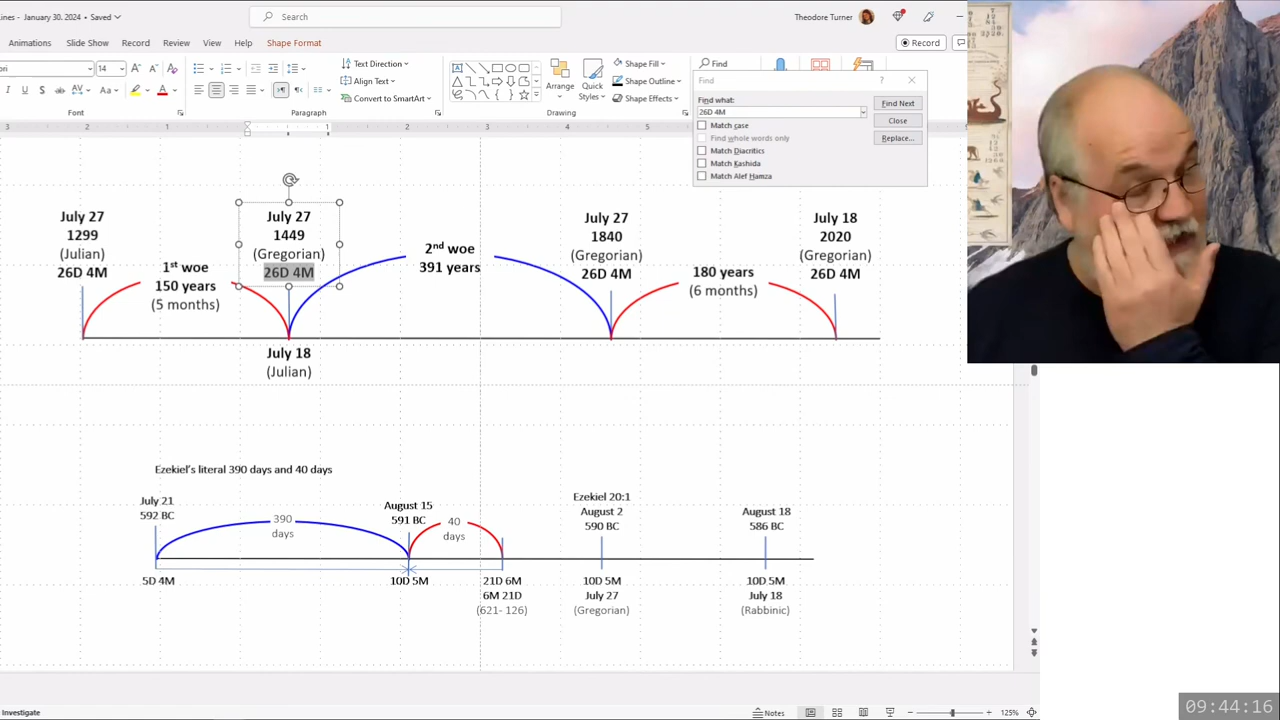 ines - January 30. 2024 • Saved
Search
Theodore Turner
Animations
Slide Show
Record
Review
View
Help
Shape Format
Record
14
Text Direction
Align Text
Convert to SmartArt
Arrange
Quick
Styles
Shape Fill
Shape Outline
Shape Effects
Find
Font
Paragraph
Drawing
Find
?
Find what:
26D 4M
Match case
Find whole words only
Match Diacritics
Match Kashida
Match Alef Hamza
Find Next
Close
Replace...
2 1 1 2 3 4 5
July 27
1299
(Julian)
26D 4M
1st woe
150 years
(5 months)
July 27
1449
(Gregorian)
26D 4M
July 18
(Julian)
2nd woe
391 years
July 27
1840
(Gregorian)
26D 4M
180 years
(6 months)
July 18
2020
(Gregorian)
26D 4M
Ezekiel's literal 390 days and 40 days
July 21
592 BC
5D 4M
390
days
August 15
591 BC
10D 5M
40
days
21D 6M
6M 21D
(621- 126)
Ezekiel 20:1
August 2
590 BC
10D 5M
July 27
(Gregorian)
August 18
586 BC
10D 5M
July 18
(Rabbinic)
Investigate
Notes
125%
09:44:16